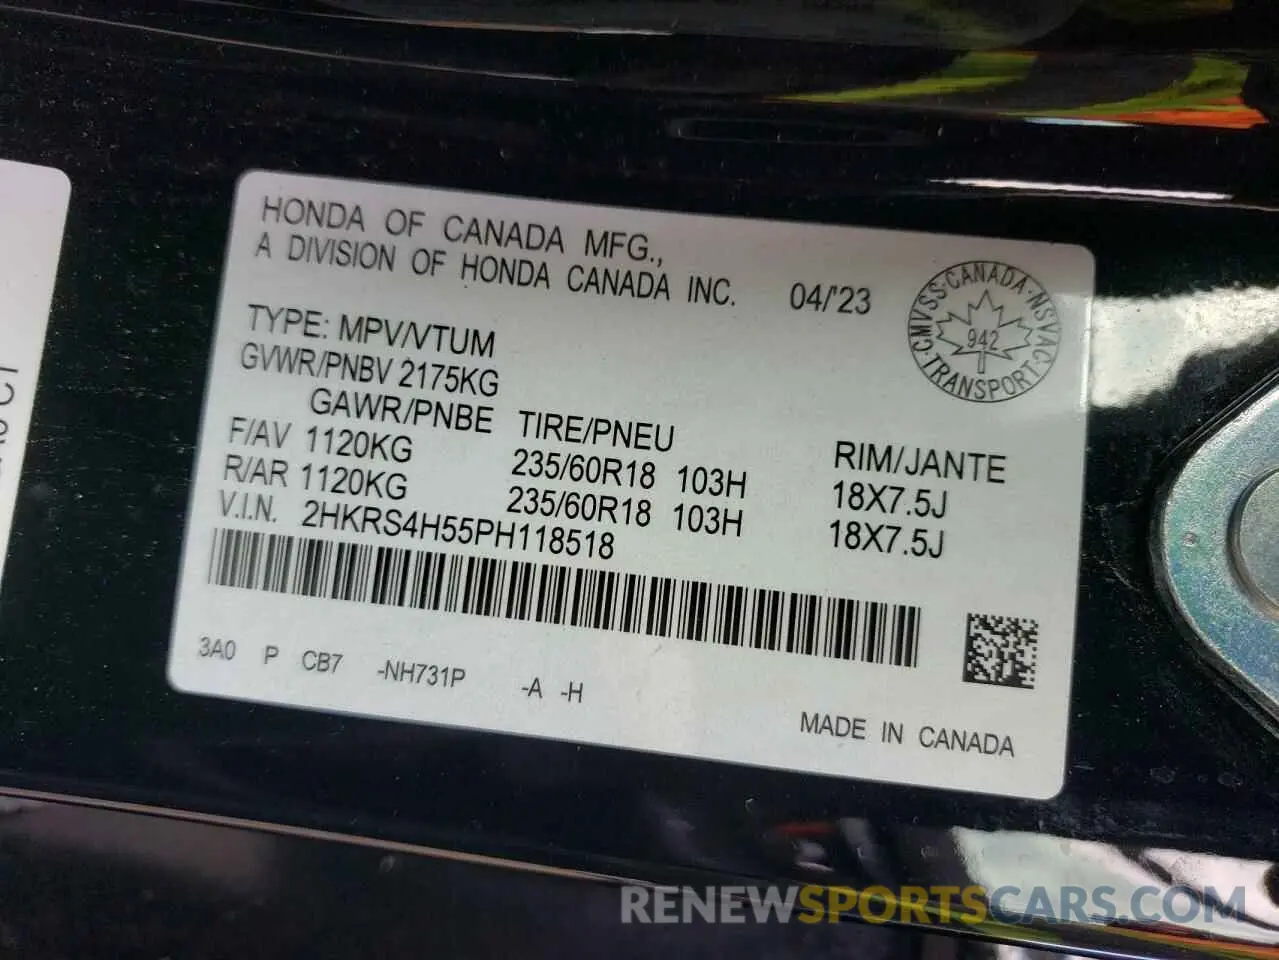 HONDA OF CANADA MFG.,
A DIVISION OF HONDA CANADA INC. 04/'23
CMVSS·CANADA·NSVAC·TRANSPORT·
942
TYPE: MPV/VTUM
GVWR/PNBV 2175KG
GAWR/PNBE TIRE/PNEU RIM/JANTE
F/AV 1120KG 235/60R18 103H 18X7.5J
R/AR 1120KG 235/60R18 103H 18X7.5J
V.I.N. 2HKRS4H55PH118518
3A0 P CB7 -NH731P -A -H
MADE IN CANADA
RENEWSPORTSCARS.COM